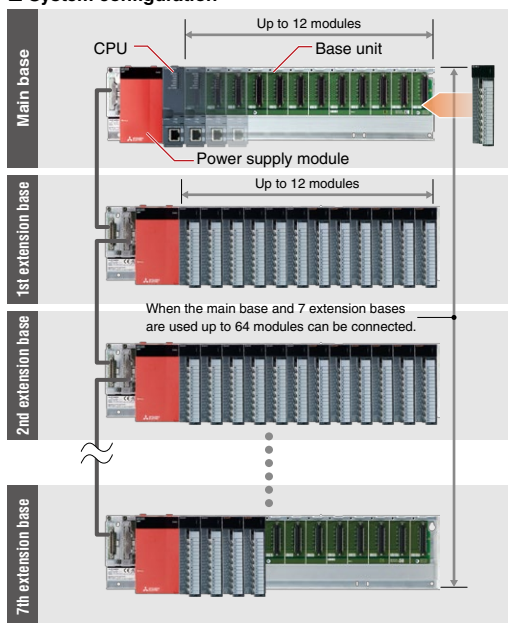 ■ System configuration
Main base
Up to 12 modules
CPU
Base unit
Power supply module
1st extension base
Up to 12 modules
When the main base and 7 extension bases
are used up to 64 modules can be connected.
2nd extension base
7th extension base